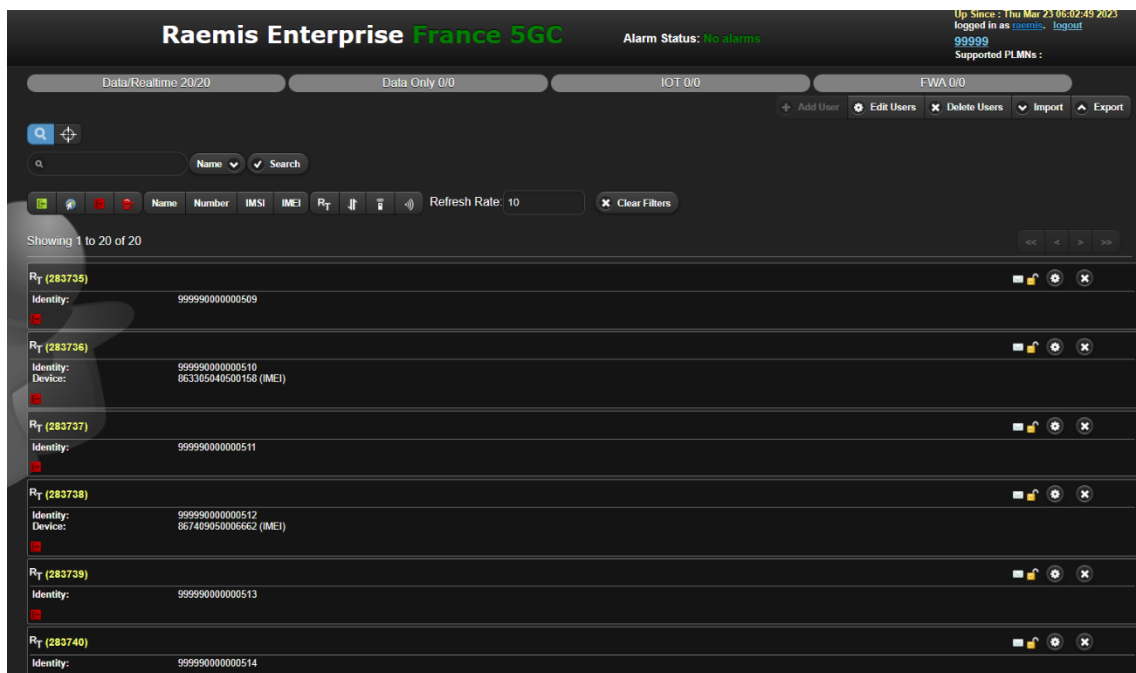 Up Since : Thu Mar 23 06:02:49 2023
Raemis Enterprise France 5GC
Alarm Status: No alarms
logged in as raemis. logout
99999
Supported PLMNs :
Data/Realtime 20/20 Data Only 0/0 IOT 0/0 FWA 0/0
Add User Edit Users Delete Users Import Export
Name Search
Name Number IMSI IMEI RT Refresh Rate: 10 Clear Filters
Showing 1 to 20 of 20 << < > >>
RT (283735)
Identity: 999990000000509
RT (283736)
Identity: 999990000000510
Device: 863305040500158 (IMEI)
RT (283737)
Identity: 999990000000511
RT (283738)
Identity: 999990000000512
Device: 867409050006662 (IMEI)
RT (283739)
Identity: 999990000000513
RT (283740)
Identity: 999990000000514